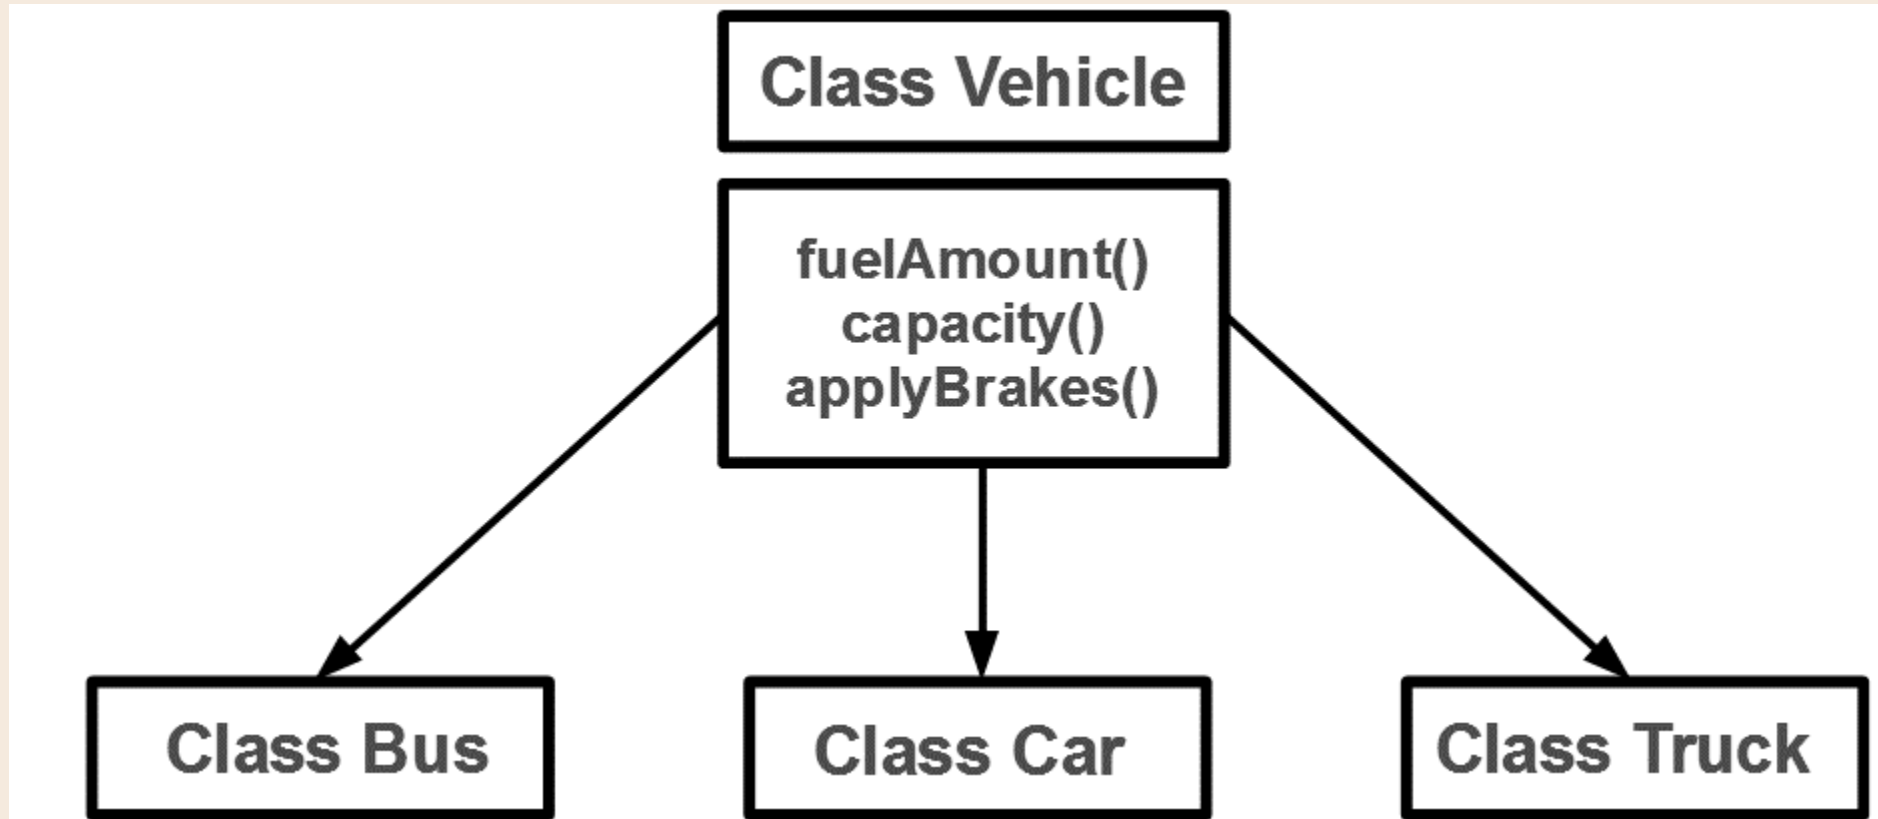 Class Vehicle
fuelAmount()
capacity()
applyBrakes()
Class Bus
Class Car
Class Truck